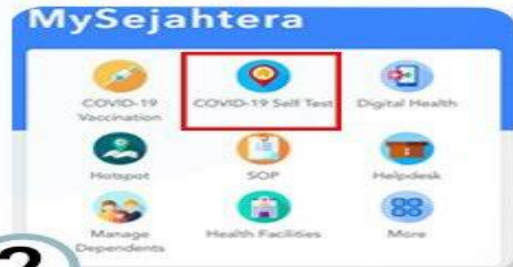 MySejahtera
COVID-19 Vaccination
COVID-19 Self Test
Digital Health
Hotspot
SOP
Helpdesk
Manage Dependents
Health Facilities
More
2